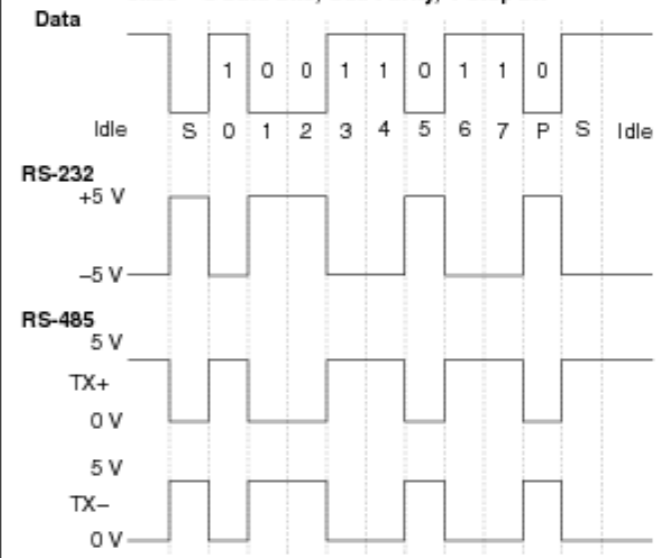 Data
1 0 0 1 1 0 1 1 0
Idle S 0 1 2 3 4 5 6 7 P S Idle
RS-232
+5 V
–5 V
RS-485
5 V
TX+
0 V
5 V
TX–
0 V